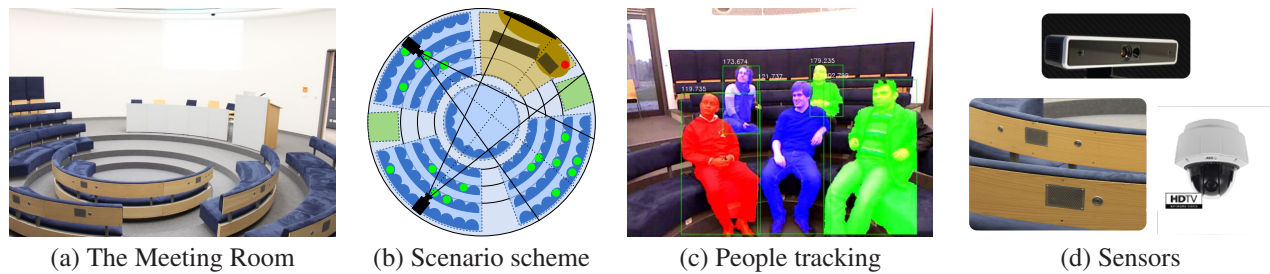 173.674
179.235
121.737
119.735
HDTV
(a) The Meeting Room
(b) Scenario scheme
(c) People tracking
(d) Sensors